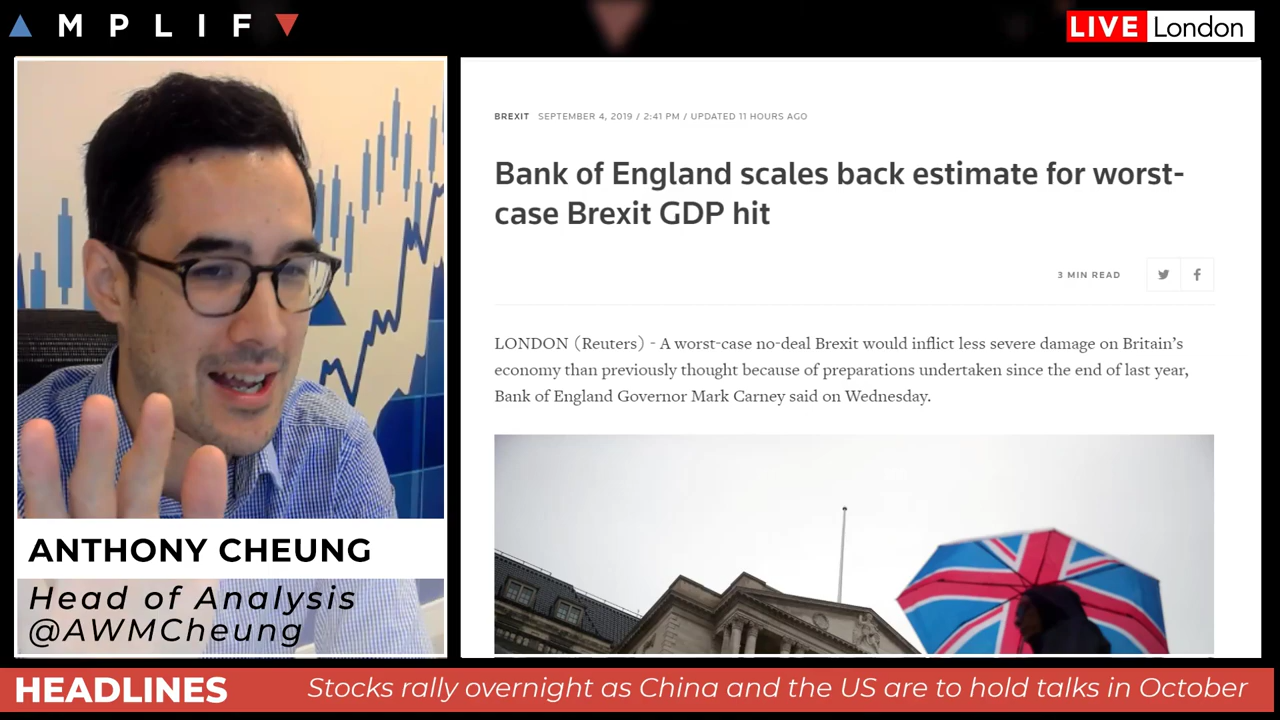 AMPLIFY
LIVE London
BREXIT SEPTEMBER 4, 2019 / 2:41 PM / UPDATED 11 HOURS AGO
Bank of England scales back estimate for worst-
case Brexit GDP hit
3 MIN READ
LONDON (Reuters) - A worst-case no-deal Brexit would inflict less severe damage on Britain’s
economy than previously thought because of preparations undertaken since the end of last year,
Bank of England Governor Mark Carney said on Wednesday.
ANTHONY CHEUNG
Head of Analysis
@AWMCheung
HEADLINES Stocks rally overnight as China and the US are to hold talks in October